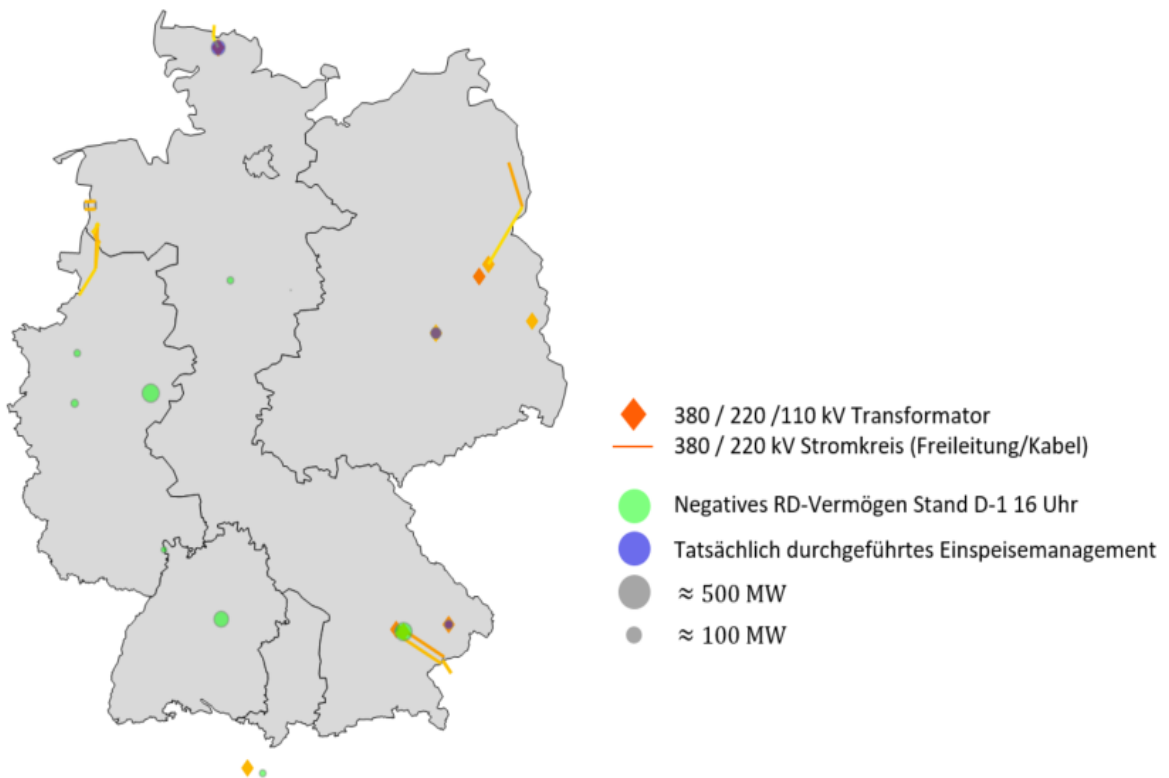 380 / 220 /110 kV Transformator
380 / 220 kV Stromkreis (Freileitung/Kabel)
Negatives RD-Vermögen Stand D-1 16 Uhr
Tatsächlich durchgeführtes Einspeisemanagement
≈ 500 MW
≈ 100 MW